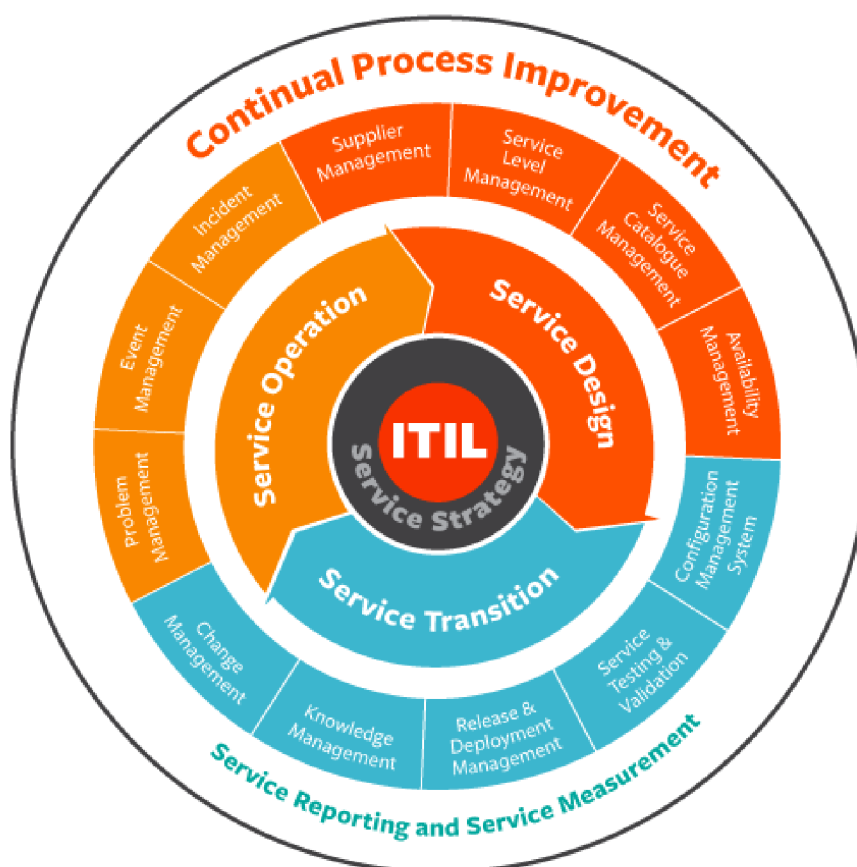 Continual Process Improvement
Supplier
Management
Service
Level
Management
Service
Catalogue
Management
Availability
Management
Configuration
Management
System
Service
Testing &
Validation
Release &
Deployment
Management
Knowledge
Management
Change
Management
Problem
Management
Event
Management
Incident
Management
Service Operation
Service Design
Service Transition
ITIL
Service Strategy
Service Reporting and Service Measurement